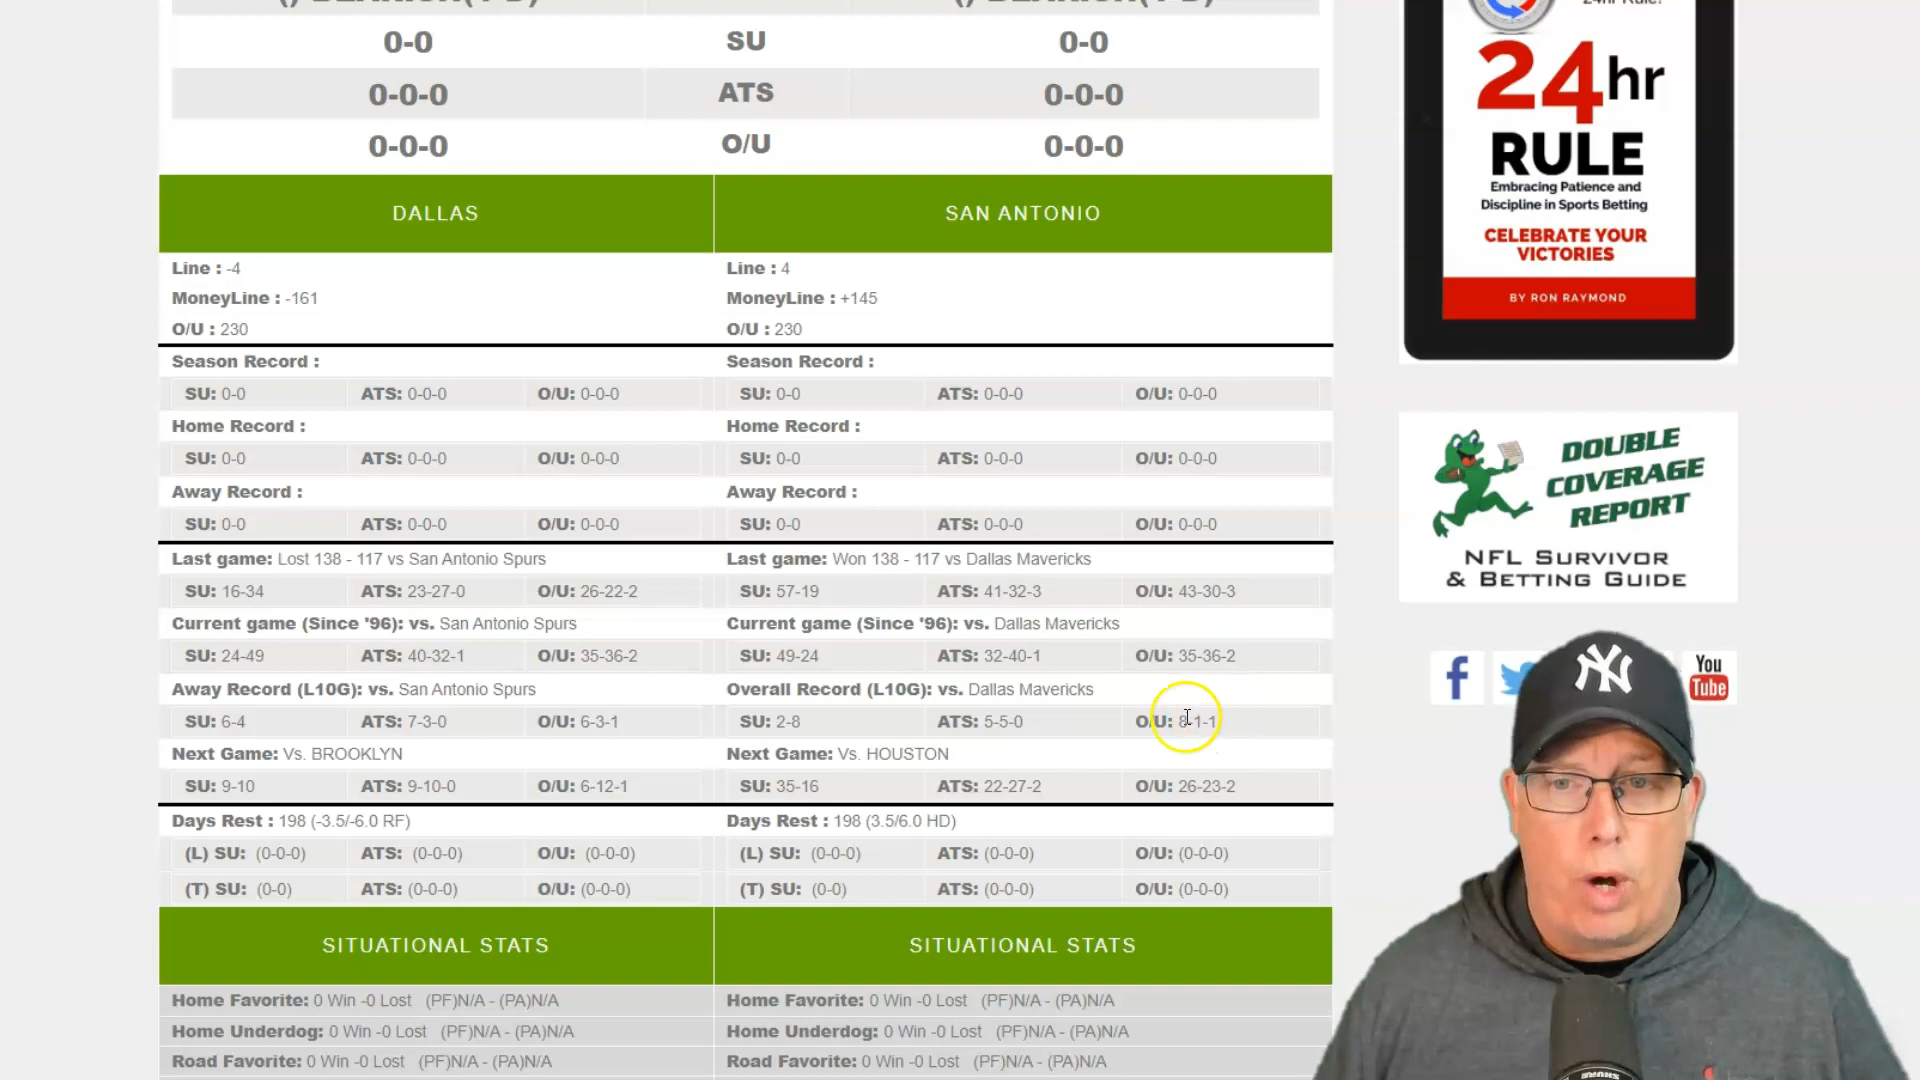 0-0 SU 0-0
0-0-0 ATS 0-0-0
0-0-0 O/U 0-0-0
DALLAS SAN ANTONIO
Line : -4 Line : 4
MoneyLine : -161 MoneyLine : +145
O/U : 230 O/U : 230
Season Record : Season Record :
SU: 0-0 ATS: 0-0-0 O/U: 0-0-0 SU: 0-0 ATS: 0-0-0 O/U: 0-0-0
Home Record : Home Record :
SU: 0-0 ATS: 0-0-0 O/U: 0-0-0 SU: 0-0 ATS: 0-0-0 O/U: 0-0-0
Away Record : Away Record :
SU: 0-0 ATS: 0-0-0 O/U: 0-0-0 SU: 0-0 ATS: 0-0-0 O/U: 0-0-0
Last game: Lost 138 - 117 vs San Antonio Spurs Last game: Won 138 - 117 vs Dallas Mavericks
SU: 16-34 ATS: 23-27-0 O/U: 26-22-2 SU: 57-19 ATS: 41-32-3 O/U: 43-30-3
Current game (Since '96): vs. San Antonio Spurs Current game (Since '96): vs. Dallas Mavericks
SU: 24-49 ATS: 40-32-1 O/U: 35-36-2 SU: 49-24 ATS: 32-40-1 O/U: 35-36-2
Away Record (L10G): vs. San Antonio Spurs Overall Record (L10G): vs. Dallas Mavericks
SU: 6-4 ATS: 7-3-0 O/U: 6-3-1 SU: 2-8 ATS: 5-5-0 O/U: 8-1-1
Next Game: Vs. BROOKLYN Next Game: Vs. HOUSTON
SU: 9-10 ATS: 9-10-0 O/U: 6-12-1 SU: 35-16 ATS: 22-27-2 O/U: 26-23-2
Days Rest : 198 (-3.5/-6.0 RF) Days Rest : 198 (3.5/6.0 HD)
(L) SU: (0-0-0) ATS: (0-0-0) O/U: (0-0-0) (L) SU: (0-0-0) ATS: (0-0-0) O/U: (0-0-0)
(T) SU: (0-0) ATS: (0-0-0) O/U: (0-0-0) (T) SU: (0-0) ATS: (0-0-0) O/U: (0-0-0)
SITUATIONAL STATS SITUATIONAL STATS
Home Favorite: 0 Win -0 Lost (PF)N/A - (PA)N/A Home Favorite: 0 Win -0 Lost (PF)N/A - (PA)N/A
Home Underdog: 0 Win -0 Lost (PF)N/A - (PA)N/A Home Underdog: 0 Win -0 Lost (PF)N/A - (PA)N/A
Road Favorite: 0 Win -0 Lost (PF)N/A - (PA)N/A Road Favorite: 0 Win -0 Lost (PF)N/A - (PA)N/A
24hr
RULE
Embracing Patience and
Discipline in Sports Betting
CELEBRATE YOUR
VICTORIES
BY RON RAYMOND
DOUBLE
COVERAGE
REPORT
NFL SURVIVOR
& BETTING GUIDE
f
You
Tube
NY